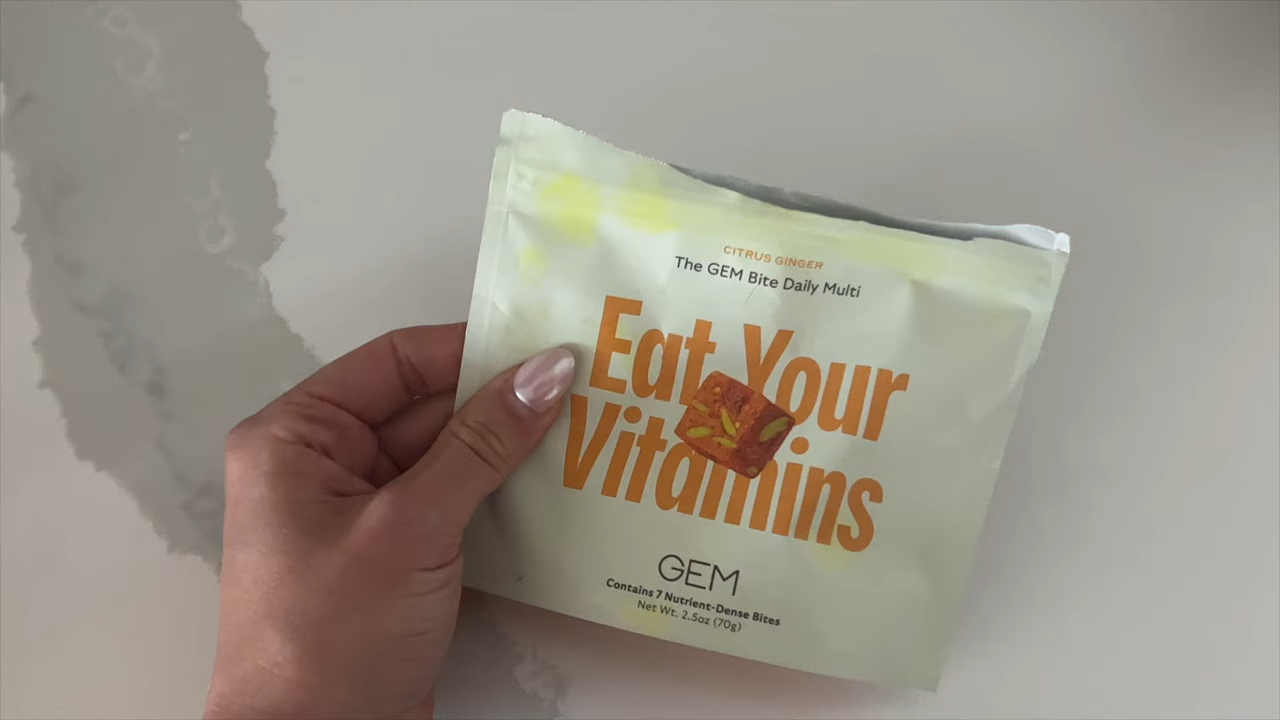 CITRUS GINGER
The GEM Bite Daily Multi
Eat Your
Vitamins
GEM
Contains 7 Nutrient-Dense Bites
Net Wt. 2.5oz (70g)